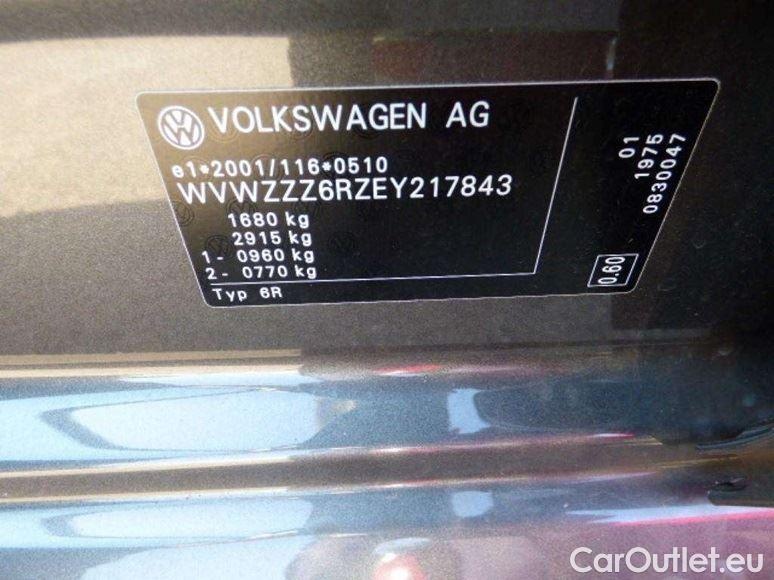 VOLKSWAGEN AG
e1*2001/116*0510
WVWZZZ6RZEY217843
1680 kg
2915 kg
1- 0960 kg
2- 0770 kg
Typ 6R
01
1975
0830047
0.60
CarOutlet.eu